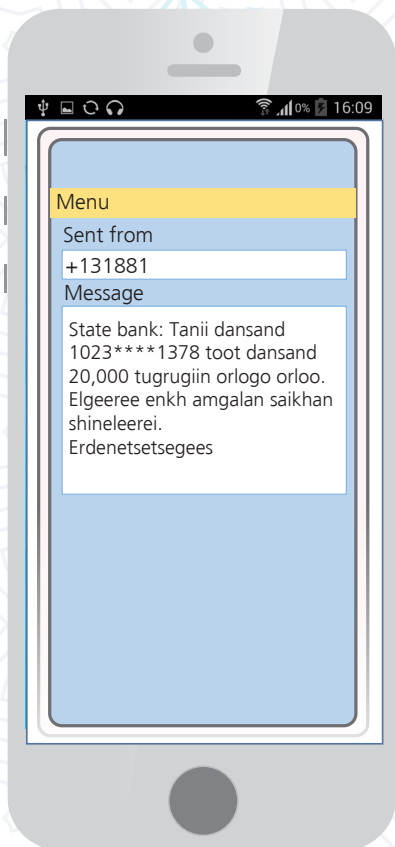 0% 16:09
Menu
Sent from
+131881
Message
State bank: Tanii dansand
1023****1378 toot dansand
20,000 tugrugiin orlogo orloo.
Elgeeree enkh amgalan saikhan
shineleerei.
Erdenetsetsegees